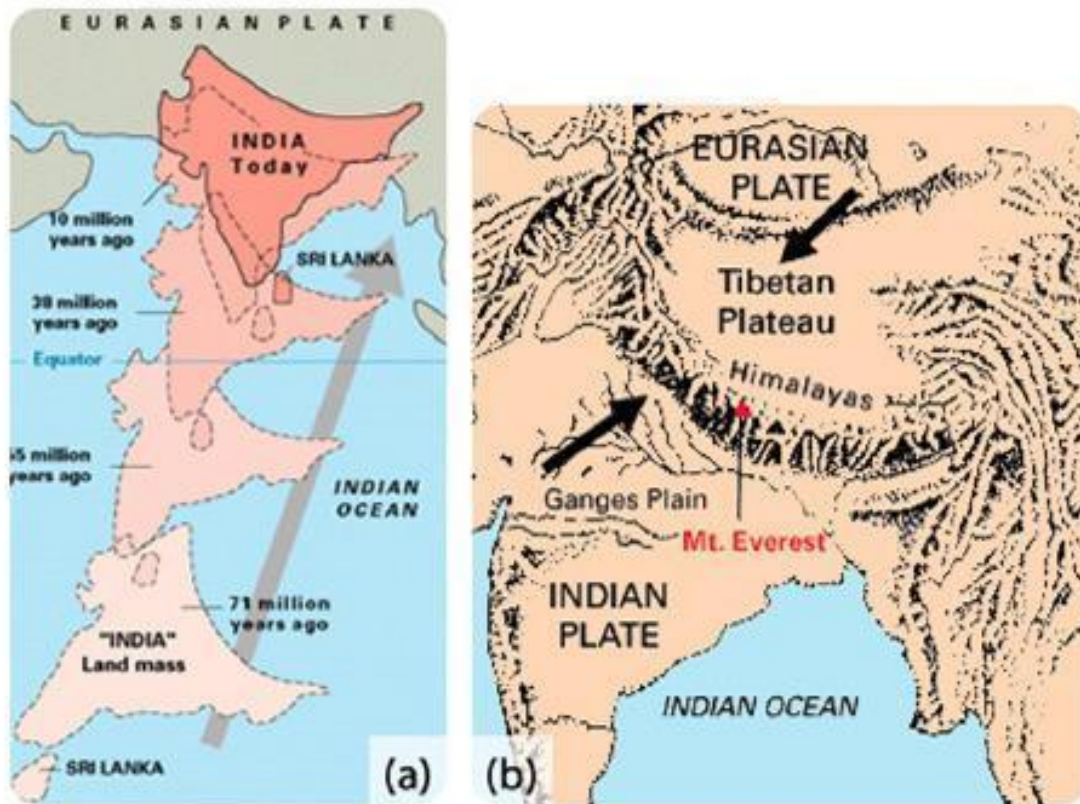 EURASIAN PLATE
INDIA
Today
10 million
years ago
SRI LANKA
38 million
years ago
Equator
55 million
years ago
INDIAN
OCEAN
71 million
years ago
"INDIA"
Land mass
SRI LANKA
(a)
EURASIAN
PLATE
Tibetan
Plateau
Himalayas
Ganges Plain
Mt. Everest
INDIAN
PLATE
INDIAN OCEAN
(b)